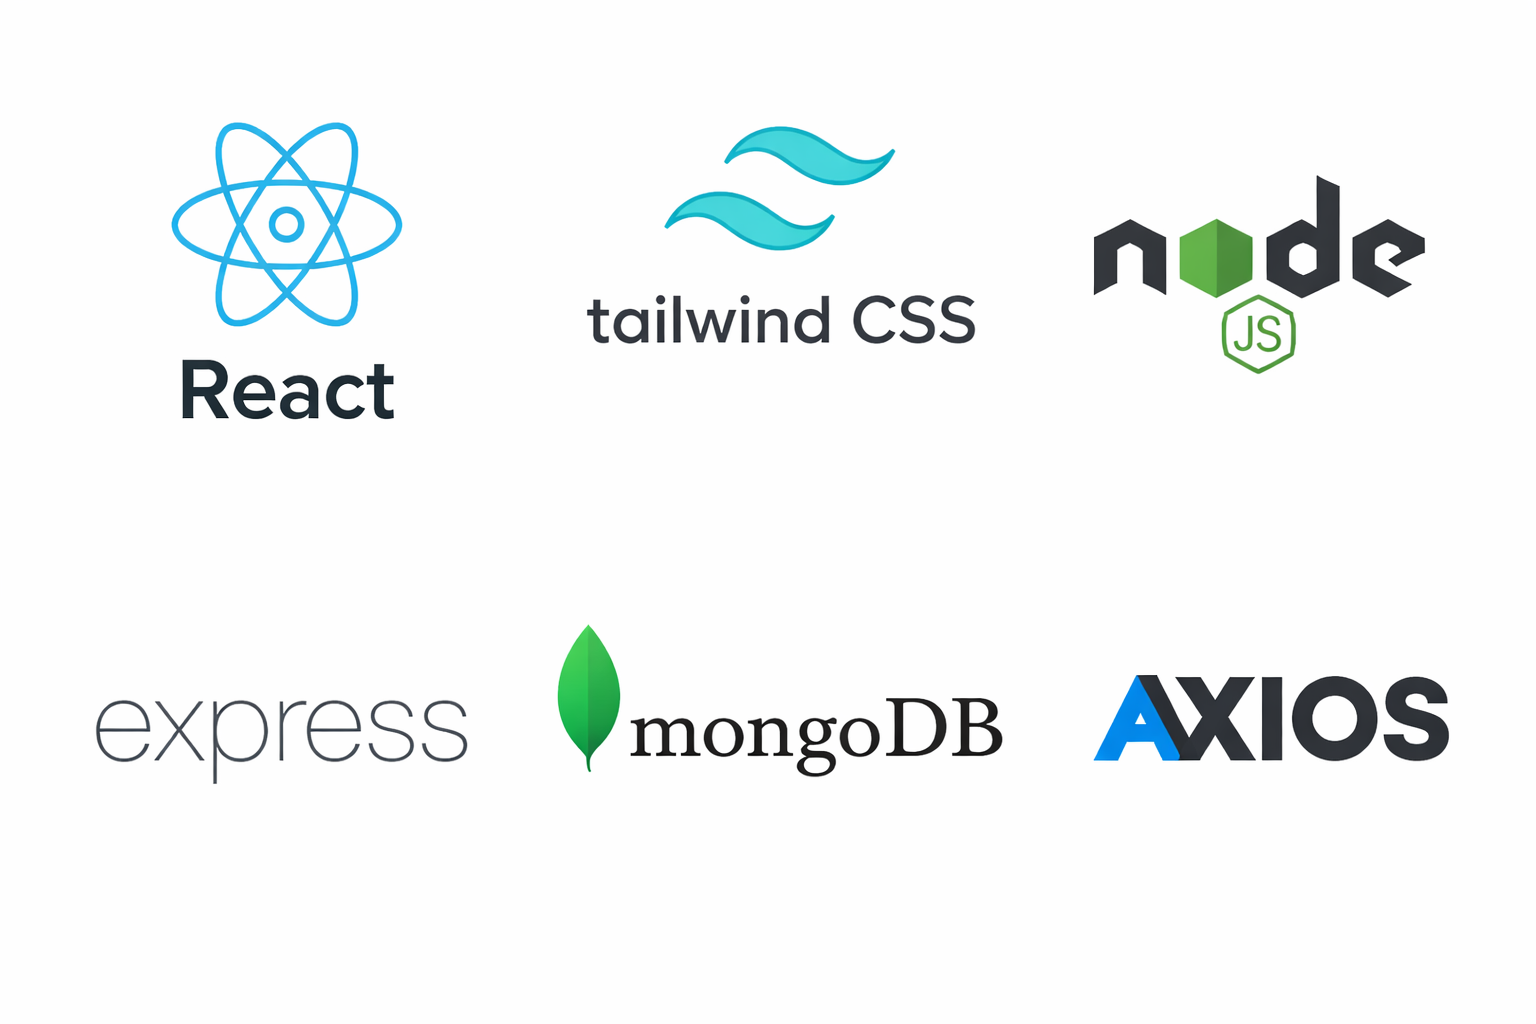 React
tailwind CSS
node
JS
express
mongoDB
AXIOS